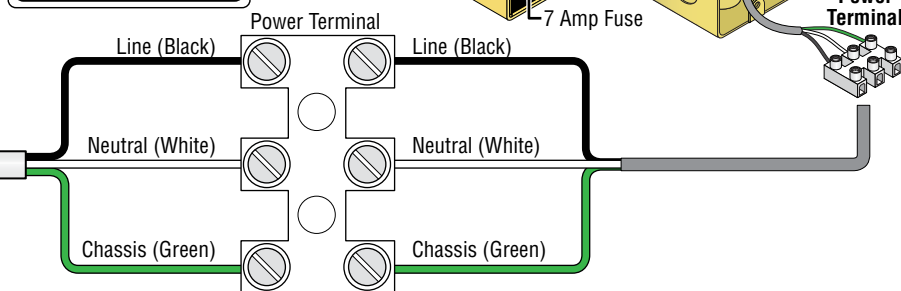 7 Amp Fuse
Power
Terminal
Power Terminal
Line (Black)
Line (Black)
Neutral (White)
Neutral (White)
Chassis (Green)
Chassis (Green)